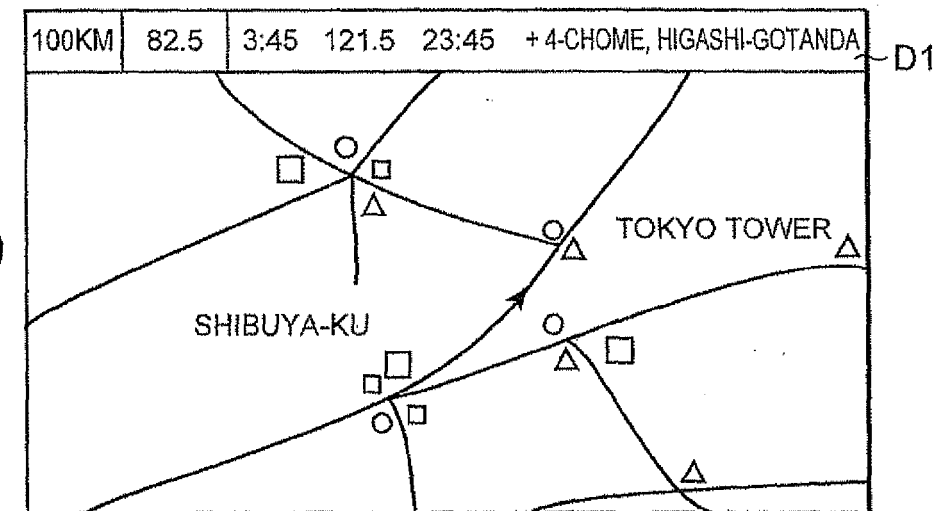 100KM 82.5 3:45 121.5 23:45 + 4-CHOME, HIGASHI-GOTANDA
D1
TOKYO TOWER
SHIBUYA-KU